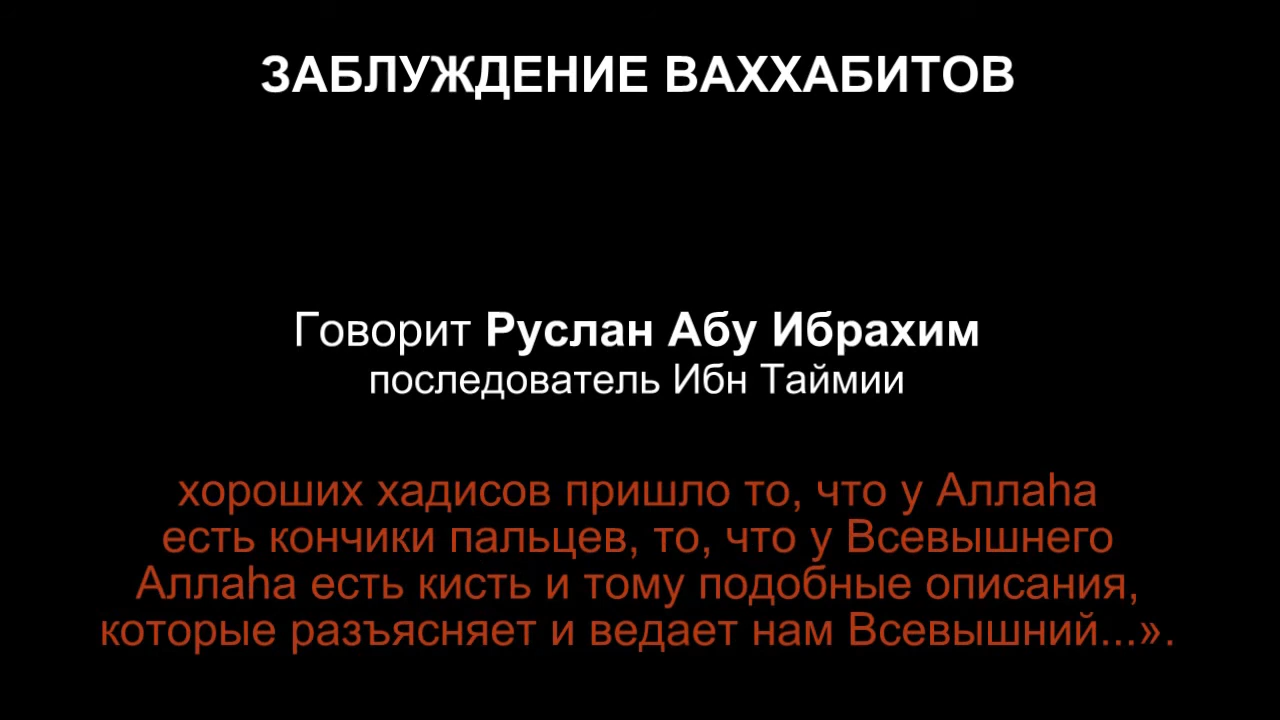 ЗАБЛУЖДЕНИЕ ВАХХАБИТОВ
Говорит Руслан Абу Ибрахим
последователь Ибн Таймии
хороших хадисов пришло то, что у Аллаhа
есть кончики пальцев, то, что у Всевышнего
Аллаhа есть кисть и тому подобные описания,
которые разъясняет и ведает нам Всевышний...».